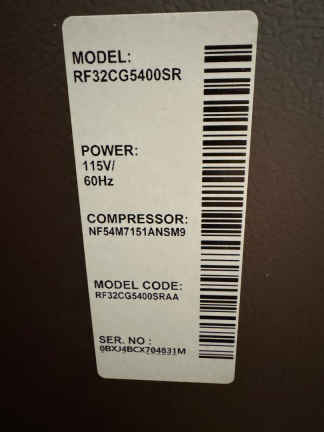 MODEL:
RF32CG5400SR
POWER:
115V/
60Hz
COMPRESSOR:
NF54M7151ANSM9
MODEL CODE:
RF32CG5400SRAA
SER. NO :
0BXJ4BCX704631M